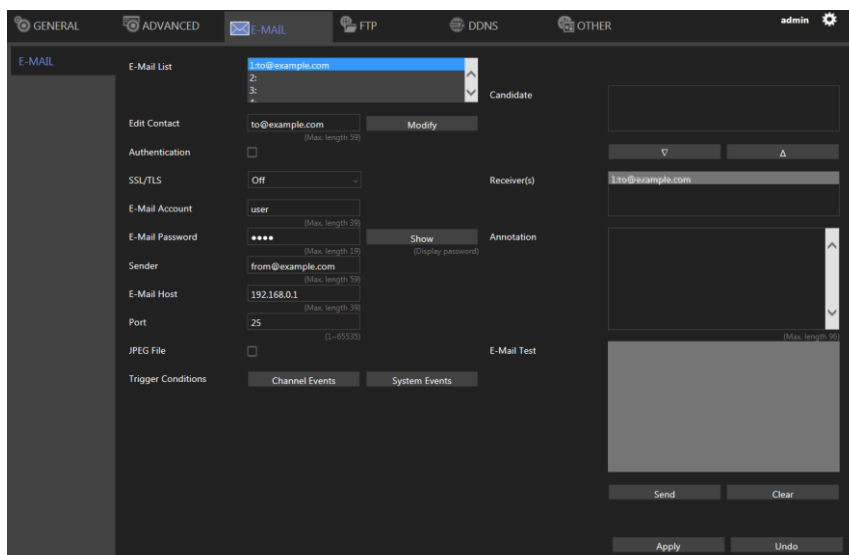 GENERAL
ADVANCED
E-MAIL
FTP
DDNS
OTHER
admin
E-MAIL
E-Mail List
1:to@example.com
2:
3:
Edit Contact
to@example.com
Modify
(Max. length 59)
Authentication
SSL/TLS
Off
E-Mail Account
user
(Max. length 39)
E-Mail Password
••••
Show
(Max. length 19)
(Display password)
Sender
from@example.com
(Max. length 59)
E-Mail Host
192.168.0.1
(Max. length 39)
Port
25
(1~65535)
JPEG File
Trigger Conditions
Channel Events
System Events
Candidate
∇
Δ
Receiver(s)
1:to@example.com
Annotation
(Max. length 96)
E-Mail Test
Send
Clear
Apply
Undo